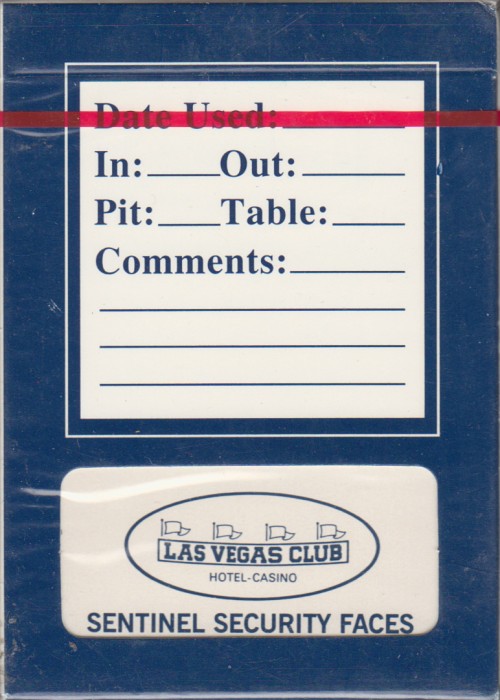 Date Used:
In: Out:
Pit: Table:
Comments:
LAS VEGAS CLUB
HOTEL-CASINO
SENTINEL SECURITY FACES